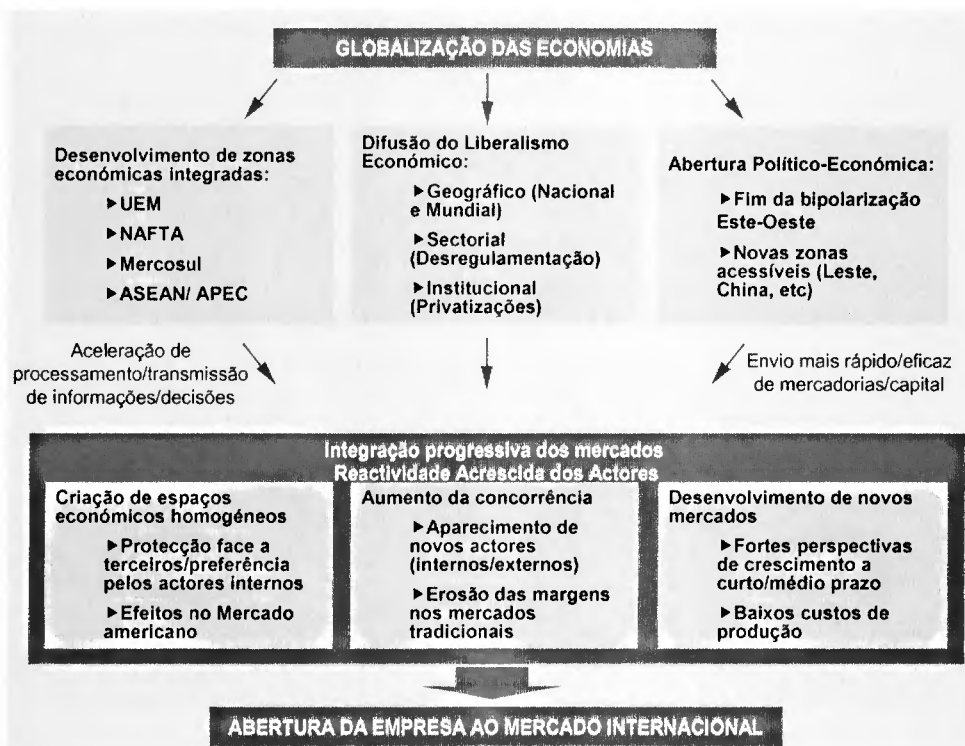 GLOBALIZAÇÃO DAS ECONOMIAS
Desenvolvimento de zonas
económicas integradas:
►UEM
►NAFTA
►Mercosul
►ASEAN/ APEC
Difusão do Liberalismo
Económico:
►Geográfico (Nacional
e Mundial)
►Sectorial
(Desregulamentação)
►Institucional
(Privatizações)
Abertura Político-Económica:
►Fim da bipolarização
Este-Oeste
►Novas zonas
acessíveis (Leste,
China, etc)
Aceleração de
processamento/transmissão
de informações/decisões
Envio mais rápido/eficaz
de mercadorias/capital
Integração progressiva dos mercados
Reactividade Acrescida dos Actores
Criação de espaços
económicos homogéneos
►Protecção face a
terceiros/preferência
pelos actores internos
►Efeitos no Mercado
americano
Aumento da concorrência
►Aparecimento de
novos actores
(internos/externos)
►Erosão das margens
nos mercados
tradicionais
Desenvolvimento de novos
mercados
►Fortes perspectivas
de crescimento a
curto/médio prazo
►Baixos custos de
produção
ABERTURA DA EMPRESA AO MERCADO INTERNACIONAL